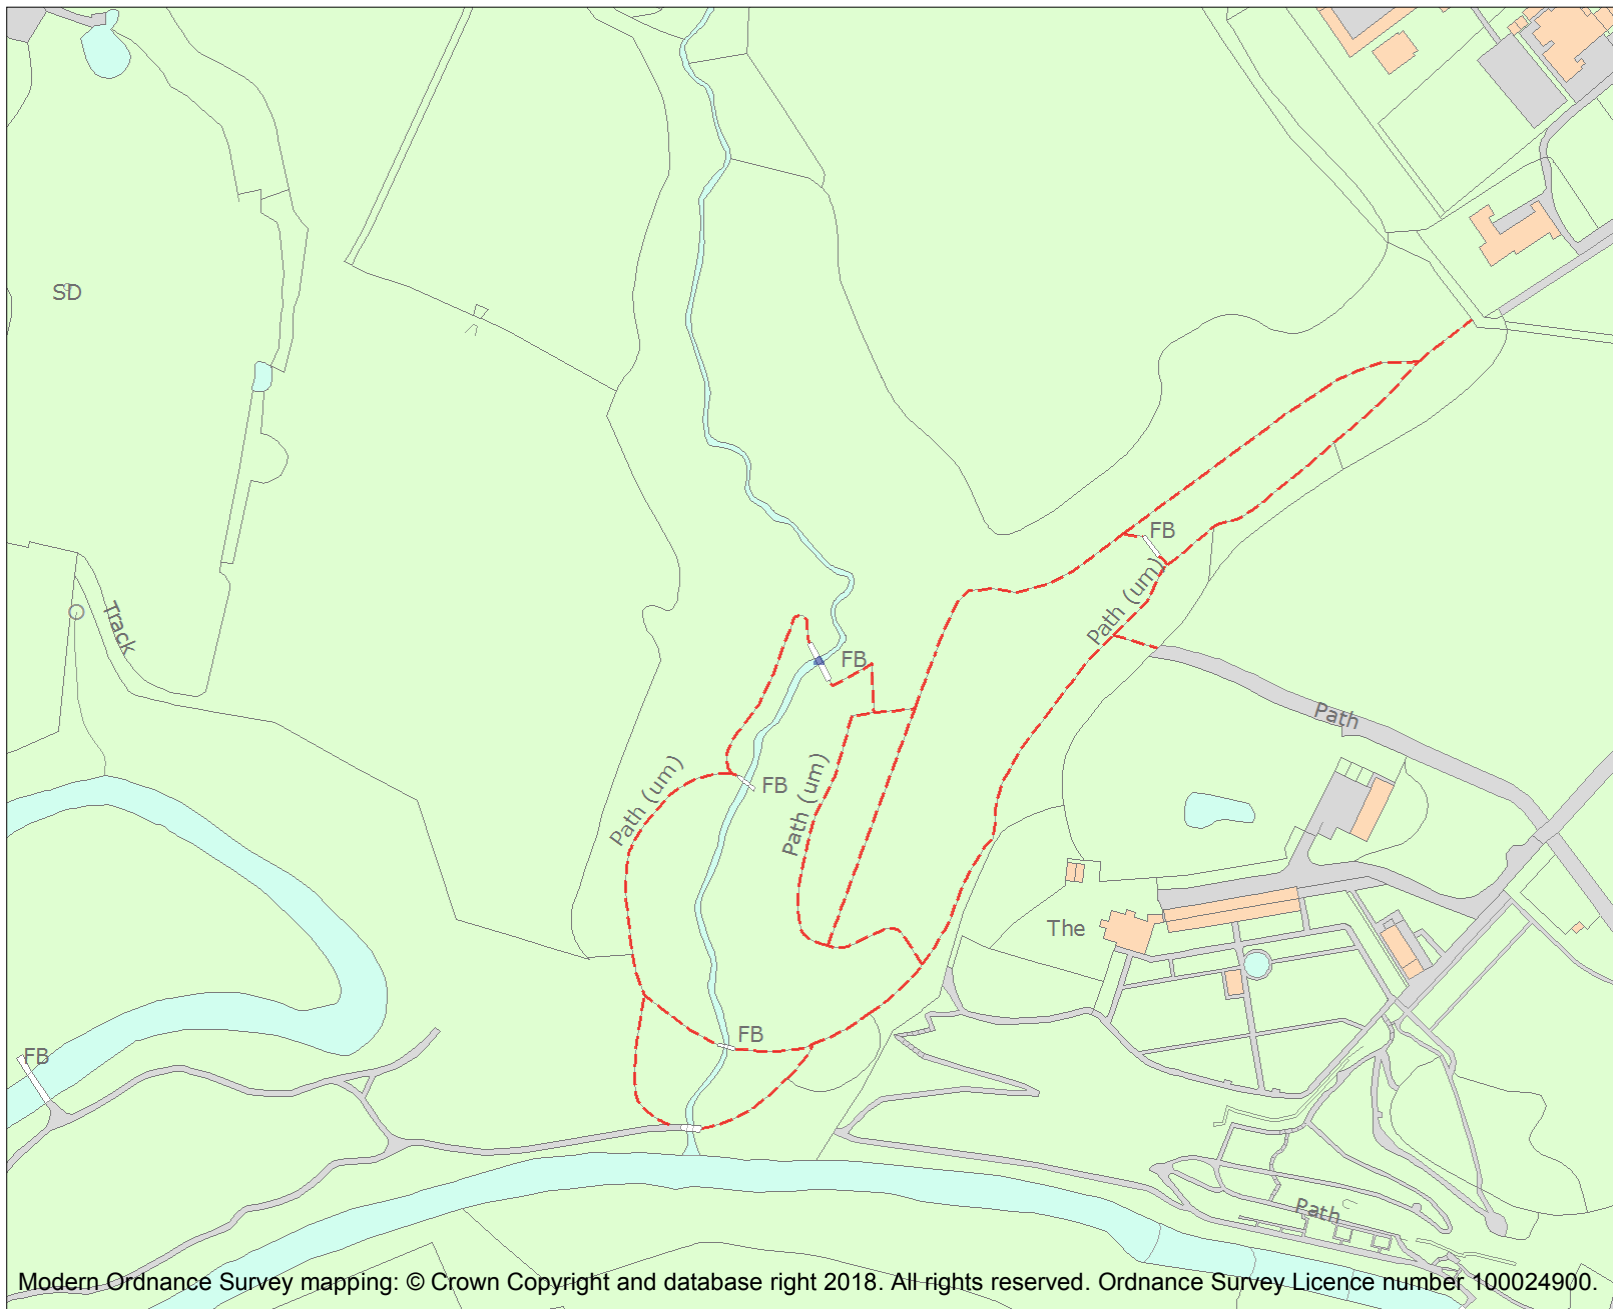 SD
FB
Path (um)
Track
FB
Path
Path (um)
Path (um)
FB
The
FB
FB
Path
Modern Ordnance Survey mapping: © Crown Copyright and database right 2018. All rights reserved. Ordnance Survey Licence number 100024900.